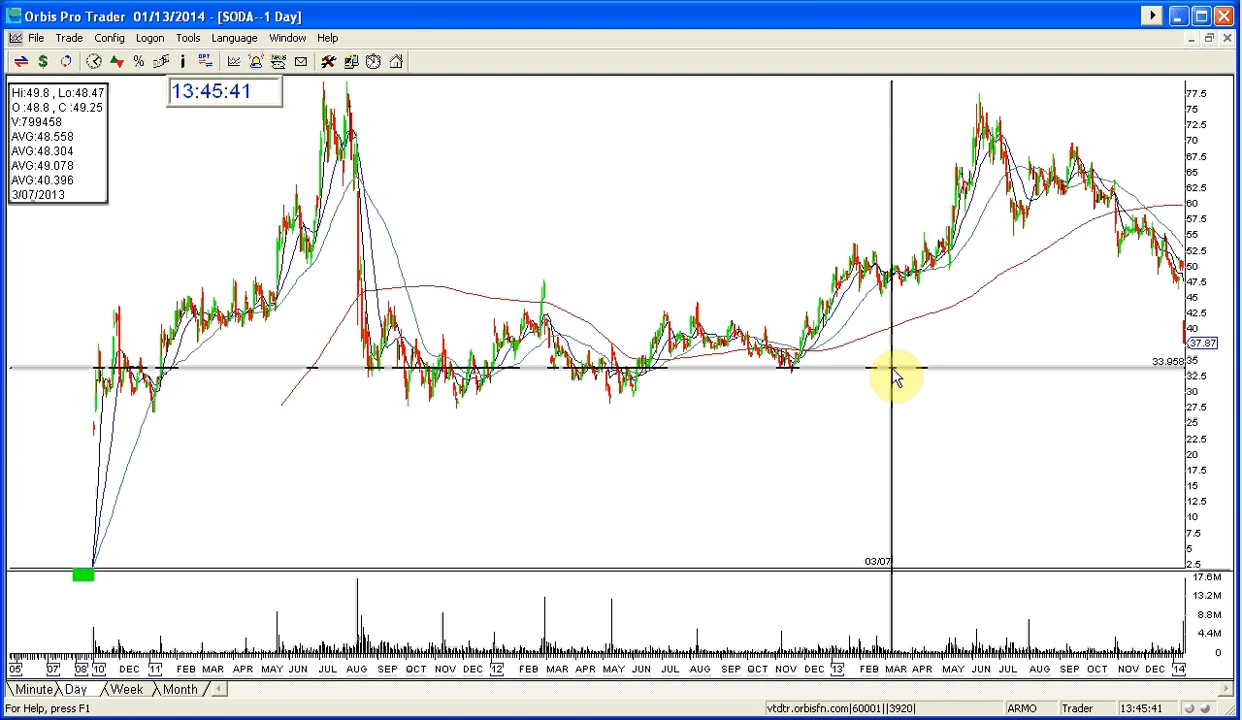 Orbis Pro Trader 01/13/2014 - [SODA--1 Day]
File Trade Config Logon Tools Language Window Help
13:45:41
Hi:49.8 , Lo:48.47
O :48.8 , C :49.25
V:799458
AVG:48.558
AVG:48.304
AVG:49.078
AVG:40.396
3/07/2013
77.5
75
72.5
70
67.5
65
62.5
60
57.5
55
52.5
50
47.5
45
42.5
40
37.87
35
33.958
32.5
30
27.5
25
22.5
20
17.5
15
12.5
10
7.5
5
2.5
03/07
17.6M
13.2M
8.8M
4.4M
0
05 07 08 10 DEC 11 FEB MAR APR MAY JUN JUL AUG SEP OCT NOV DEC 12 FEB MAR APR MAY JUN JUL AUG SEP OCT NOV DEC 13 FEB MAR APR MAY JUN JUL AUG SEP OCT NOV DEC 14
Minute Day Week Month
For Help, press F1 vtdtr.orbisfn.com|60001||3920| ARMO Trader 13:45:41